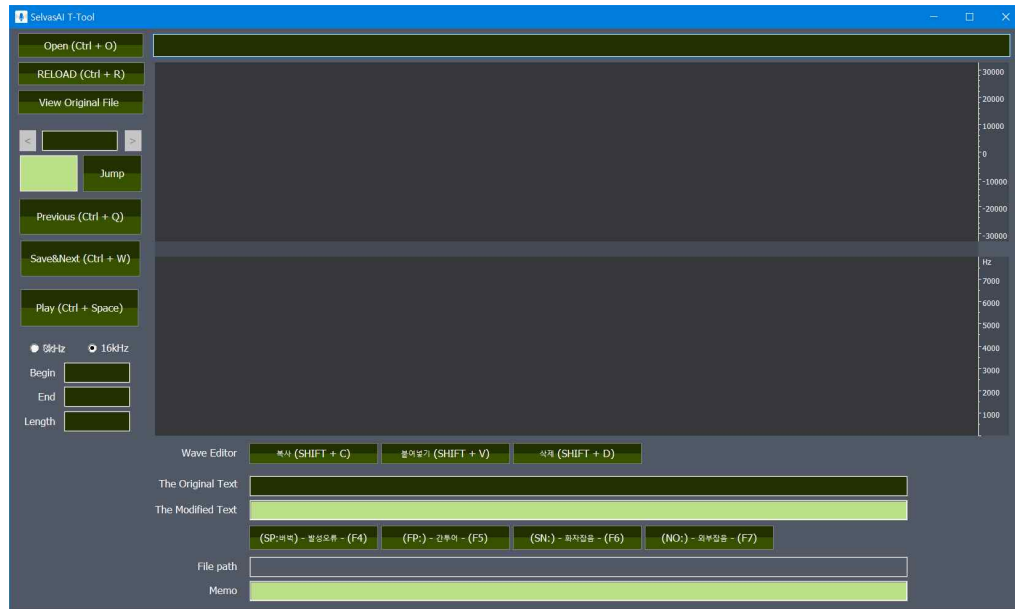 SelvasAI T-Tool
Open (Ctrl + O)
RELOAD (Ctrl + R)
View Original File
< >
Jump
Previous (Ctrl + Q)
Save&Next (Ctrl + W)
Play (Ctrl + Space)
8kHz 16kHz
Begin
End
Length
30000
20000
10000
0
-10000
-20000
-30000
Hz
7000
6000
5000
4000
3000
2000
1000
Wave Editor 복사 (SHIFT + C) 붙여넣기 (SHIFT + V) 삭제 (SHIFT + D)
The Original Text
The Modified Text
(SP:버벅) - 발성오류 - (F4) (FP:) - 간투어 - (F5) (SN:) - 화자잡음 - (F6) (NO:) - 외부잡음 - (F7)
File path
Memo